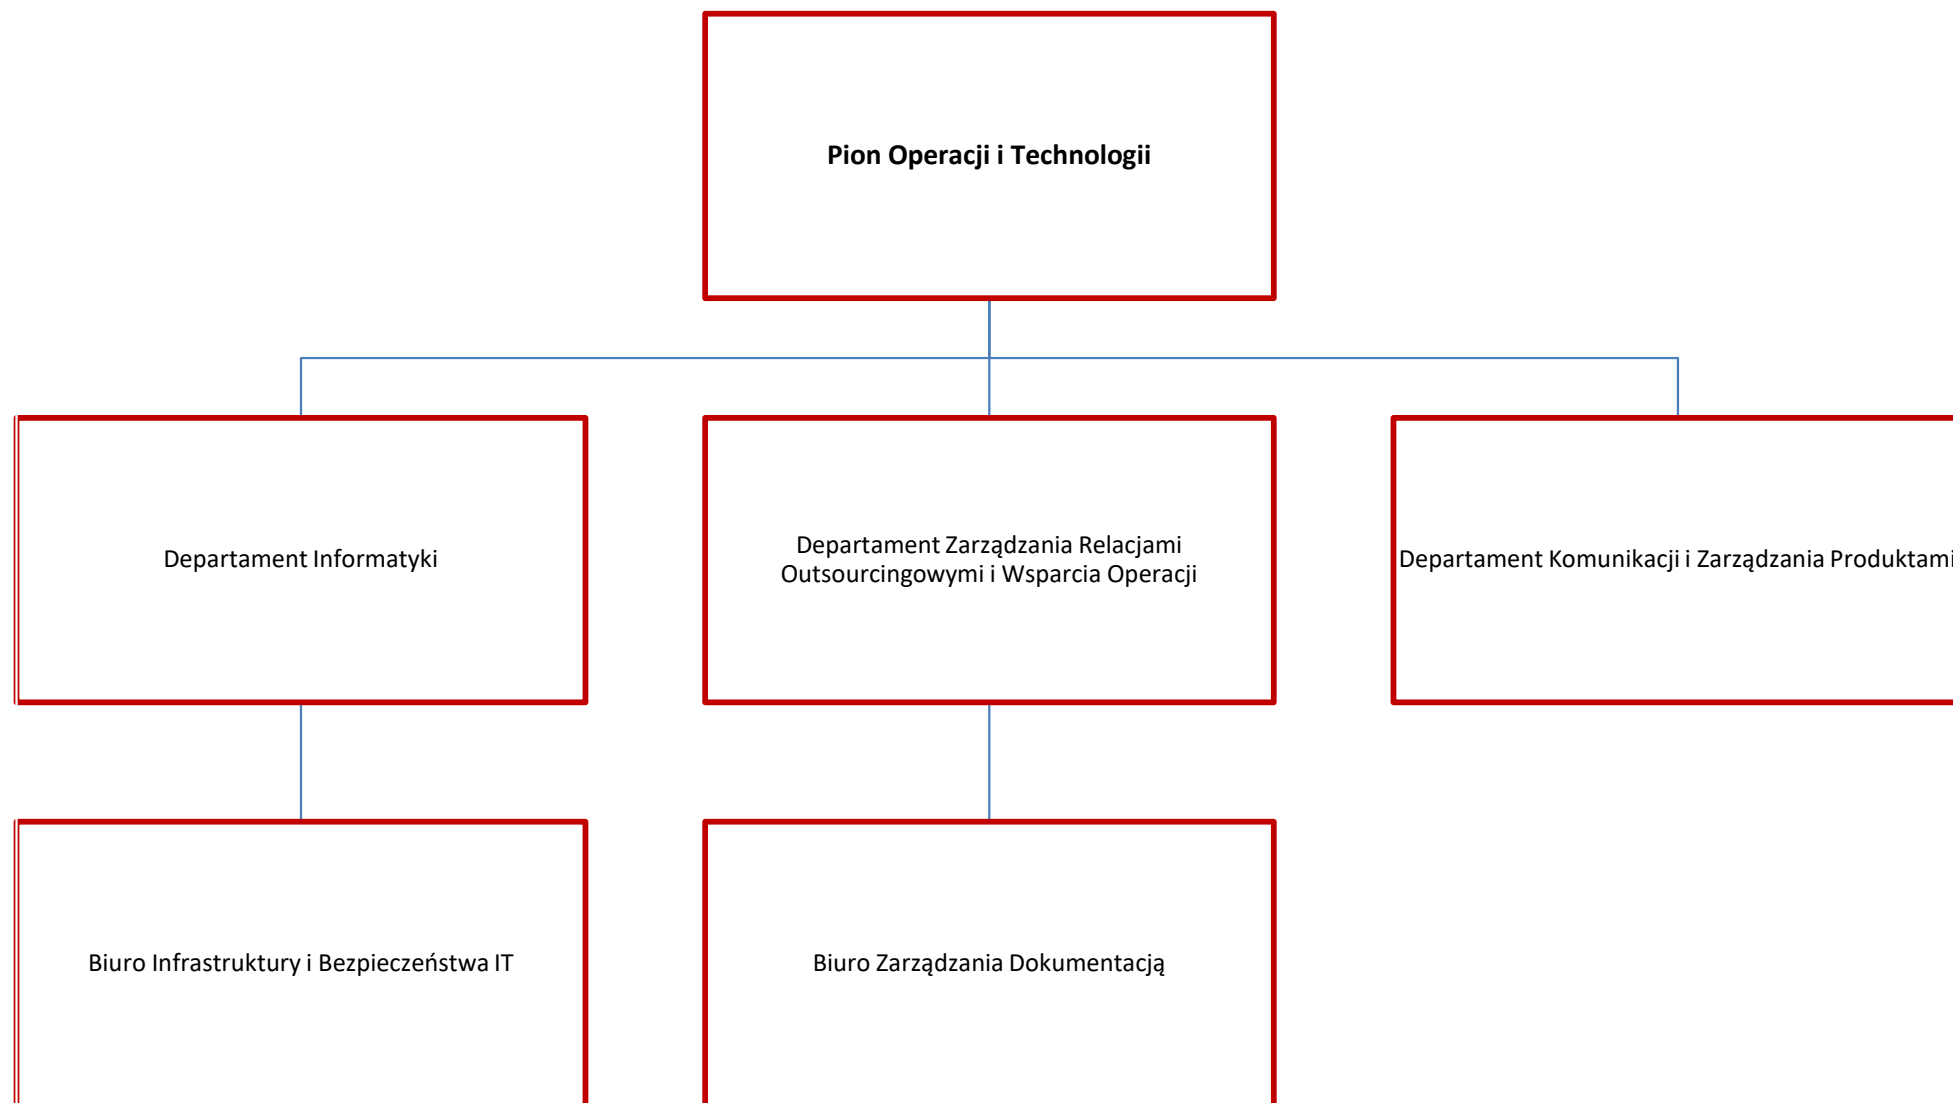 Pion Operacji i Technologii
Departament Informatyki
Departament Zarządzania Relacjami
Outsourcingowymi i Wsparcia Operacji
Departament Komunikacji i Zarządzania Produktami
Biuro Infrastruktury i Bezpieczeństwa IT
Biuro Zarządzania Dokumentacją